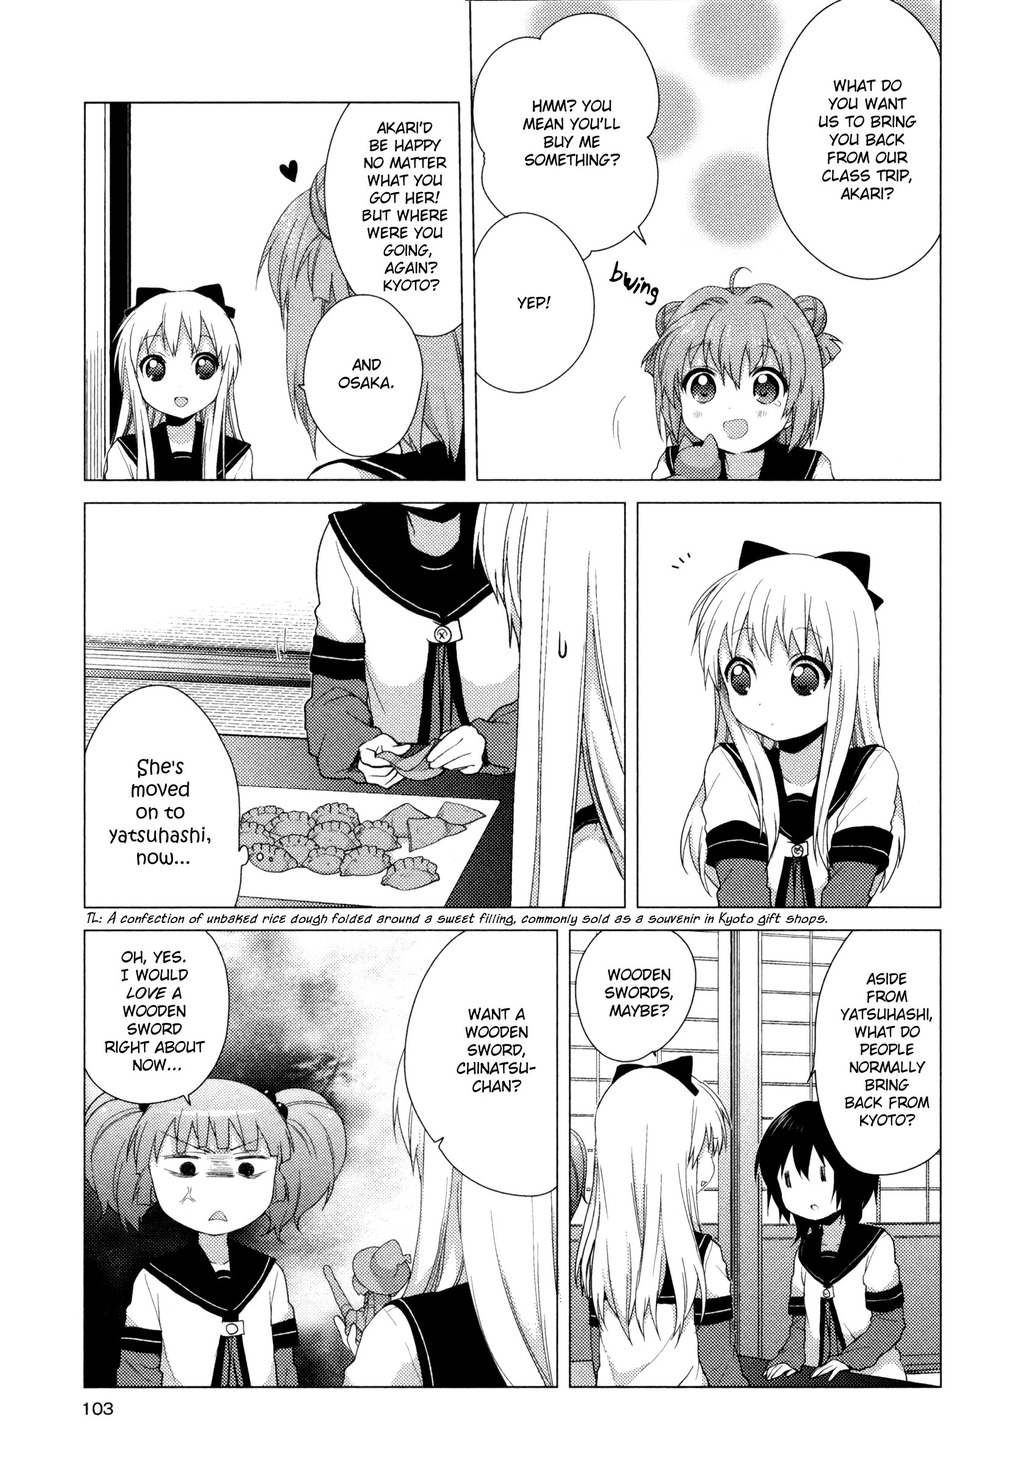 WHAT DO
YOU WANT
US TO BRING
YOU BACK
FROM OUR
CLASS TRIP,
AKARI?
HMM? YOU
MEAN YOU'LL
BUY ME
SOMETHING?
YEP!
bwing
AKARI'D
BE HAPPY
NO MATTER
WHAT YOU
GOT HER!
BUT WHERE
WERE YOU
GOING,
AGAIN?
KYOTO?
AND
OSAKA.
She's
moved
on to
yatsuhashi,
now...
TL: A confection of unbaked rice dough folded around a sweet filling, commonly sold as a souvenir in Kyoto gift shops.
ASIDE
FROM
YATSUHASHI,
WHAT DO
PEOPLE
NORMALLY
BRING
BACK FROM
KYOTO?
WOODEN
SWORDS,
MAYBE?
WANT A
WOODEN
SWORD,
CHINATSU-
CHAN?
OH, YES.
I WOULD
LOVE A
WOODEN
SWORD
RIGHT ABOUT
NOW...
103